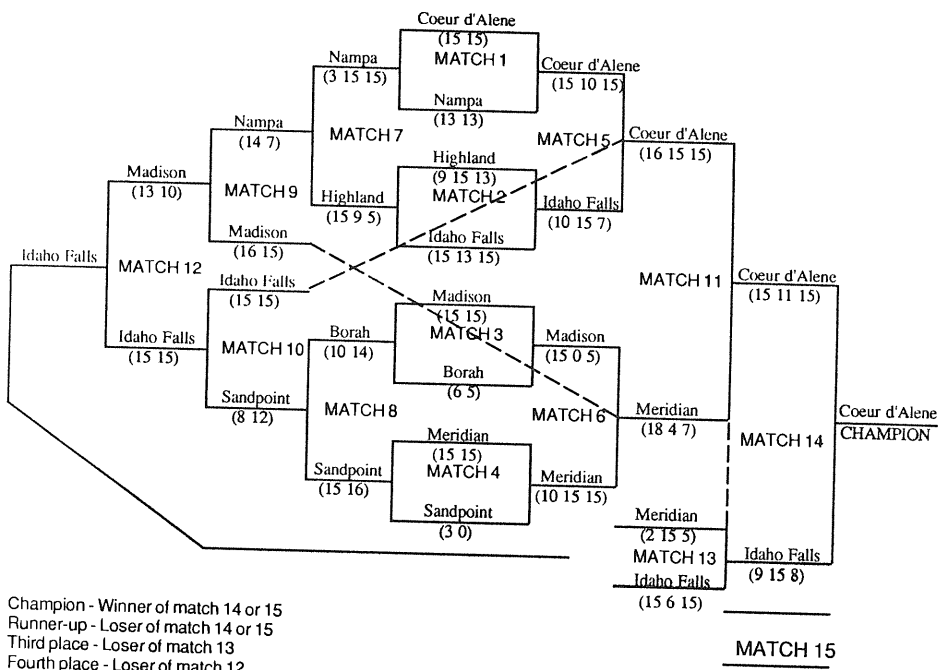 Coeur d'Alene
(15 15)
MATCH 1
Nampa
(3 15 15)
Coeur d'Alene
(15 10 15)
Nampa
(13 13)
Nampa
(14 7)
MATCH 7
MATCH 5
Coeur d'Alene
(16 15 15)
Highland
(9 15 13)
MATCH 2
Madison
(13 10)
MATCH 9
Highland
(15 9 5)
Idaho Falls
(10 15 7)
Madison
(16 15)
Idaho Falls
(15 13 15)
Idaho Falls
MATCH 12
Idaho Falls
(15 15)
MATCH 11
Coeur d'Alene
(15 11 15)
Madison
(15 15)
MATCH 3
Idaho Falls
(15 15)
MATCH 10
Borah
(10 14)
Madison
(15 0 5)
Borah
(6 5)
Sandpoint
(8 12)
MATCH 8
MATCH 6
Meridian
(18 4 7)
Coeur d'Alene
CHAMPION
MATCH 14
Meridian
(15 15)
MATCH 4
Sandpoint
(15 16)
Meridian
(10 15 15)
Sandpoint
(3 0)
Meridian
(2 15 5)
MATCH 13
Idaho Falls
(9 15 8)
Idaho Falls
(15 6 15)
Champion - Winner of match 14 or 15
Runner-up - Loser of match 14 or 15
Third place - Loser of match 13
Fourth place - Loser of match 12
MATCH 15